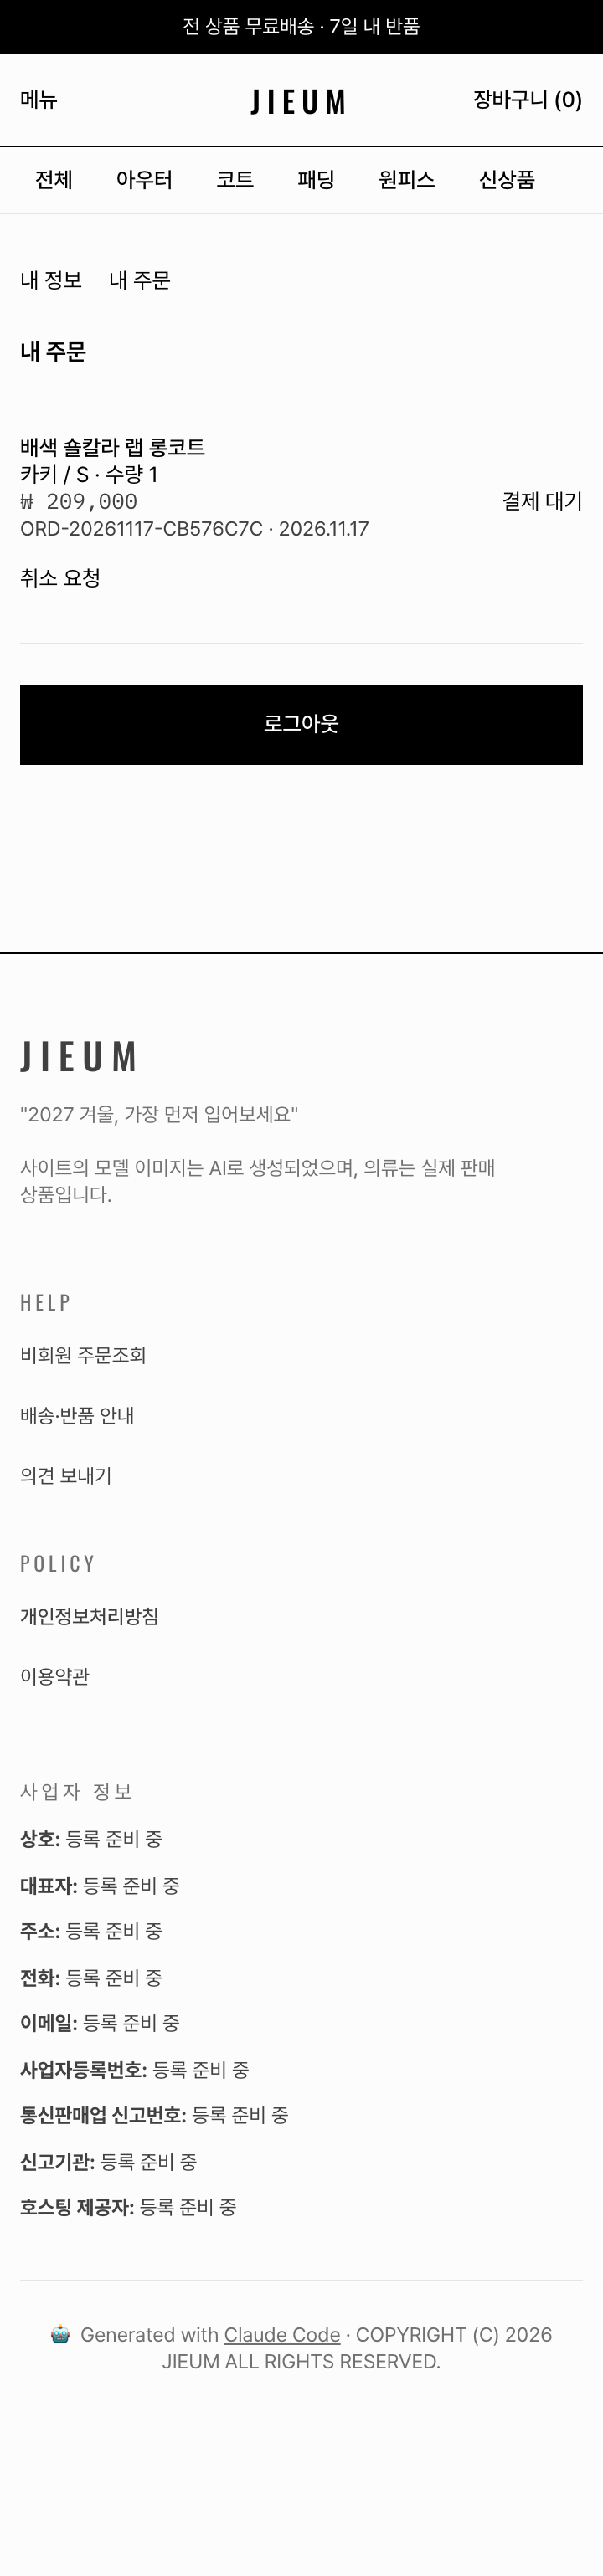 전 상품 무료배송 · 7일 내 반품
메뉴
JIEUM
장바구니 (0)
전체 아우터 코트 패딩 원피스 신상품
내 정보 내 주문
내 주문
배색 숄칼라 랩 롱코트
카키 / S · 수량 1
₩ 209,000
결제 대기
ORD-20261117-CB576C7C · 2026.11.17
취소 요청
로그아웃
JIEUM
"2027 겨울, 가장 먼저 입어보세요"
사이트의 모델 이미지는 AI로 생성되었으며, 의류는 실제 판매
상품입니다.
HELP
비회원 주문조회
배송·반품 안내
의견 보내기
POLICY
개인정보처리방침
이용약관
사업자 정보
상호: 등록 준비 중
대표자: 등록 준비 중
주소: 등록 준비 중
전화: 등록 준비 중
이메일: 등록 준비 중
사업자등록번호: 등록 준비 중
통신판매업 신고번호: 등록 준비 중
신고기관: 등록 준비 중
호스팅 제공자: 등록 준비 중
🤖 Generated with Claude Code · COPYRIGHT (C) 2026
JIEUM ALL RIGHTS RESERVED.